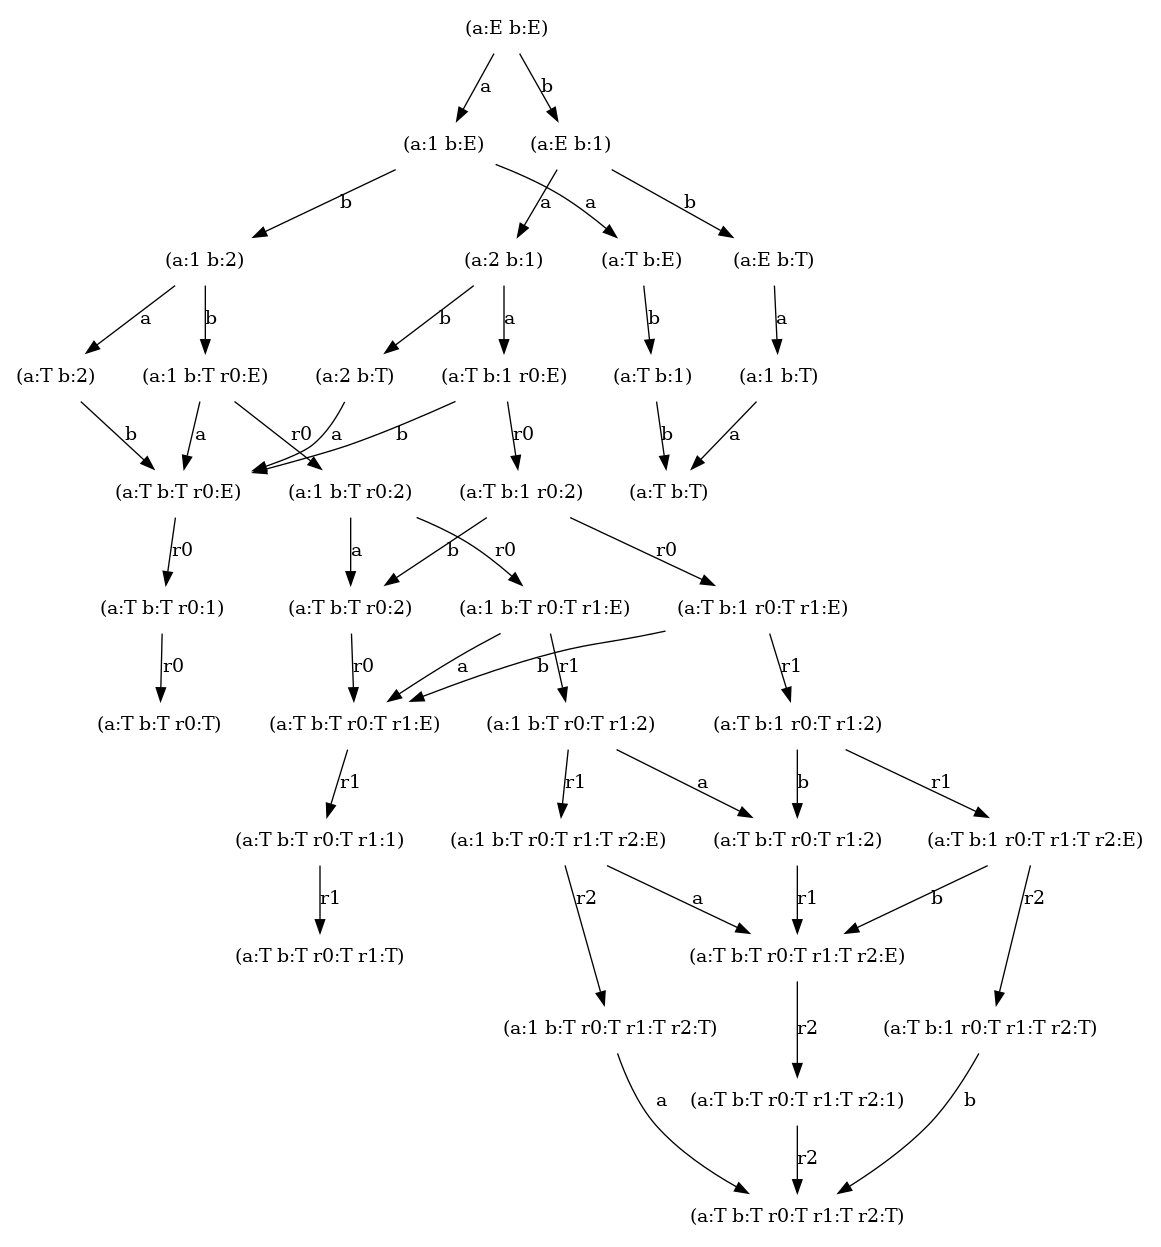 (a:E b:E)
a b
(a:1 b:E) (a:E b:1)
b a a b
(a:1 b:2) (a:2 b:1) (a:T b:E) (a:E b:T)
a b b a b a
(a:T b:2) (a:1 b:T r0:E) (a:2 b:T) (a:T b:1 r0:E) (a:T b:1) (a:1 b:T)
b a r0 a b r0 b a
(a:T b:T r0:E) (a:1 b:T r0:2) (a:T b:1 r0:2) (a:T b:T)
r0 a b r0 r0
(a:T b:T r0:1) (a:T b:T r0:2) (a:1 b:T r0:T r1:E) (a:T b:1 r0:T r1:E)
r0 r0 a b r1 r1
(a:T b:T r0:T) (a:T b:T r0:T r1:E) (a:1 b:T r0:T r1:2) (a:T b:1 r0:T r1:2)
r1 r1 a b r1
(a:T b:T r0:T r1:1) (a:1 b:T r0:T r1:T r2:E) (a:T b:T r0:T r1:2) (a:T b:1 r0:T r1:T r2:E)
r1 r2 a r1 b r2
(a:T b:T r0:T r1:T) (a:T b:T r0:T r1:T r2:E)
(a:1 b:T r0:T r1:T r2:T) r2 (a:T b:1 r0:T r1:T r2:T)
a (a:T b:T r0:T r1:T r2:1) b
r2
(a:T b:T r0:T r1:T r2:T)